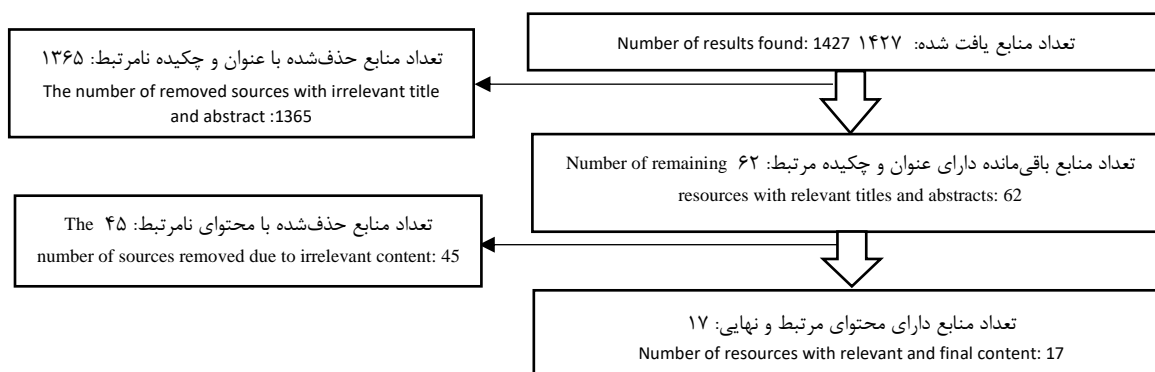 تعداد منابع یافت شده: ۱۴۲۷ Number of results found: 1427
تعداد منابع حذف‌شده با عنوان و چکیده نامرتبط: ۱۳۶۵
The number of removed sources with irrelevant title
and abstract :1365
تعداد منابع باقی‌مانده دارای عنوان و چکیده مرتبط: ۶۲ Number of remaining
resources with relevant titles and abstracts: 62
تعداد منابع حذف‌شده با محتوای نامرتبط: ۴۵ The
number of sources removed due to irrelevant content: 45
تعداد منابع دارای محتوای مرتبط و نهایی: ۱۷
Number of resources with relevant and final content: 17